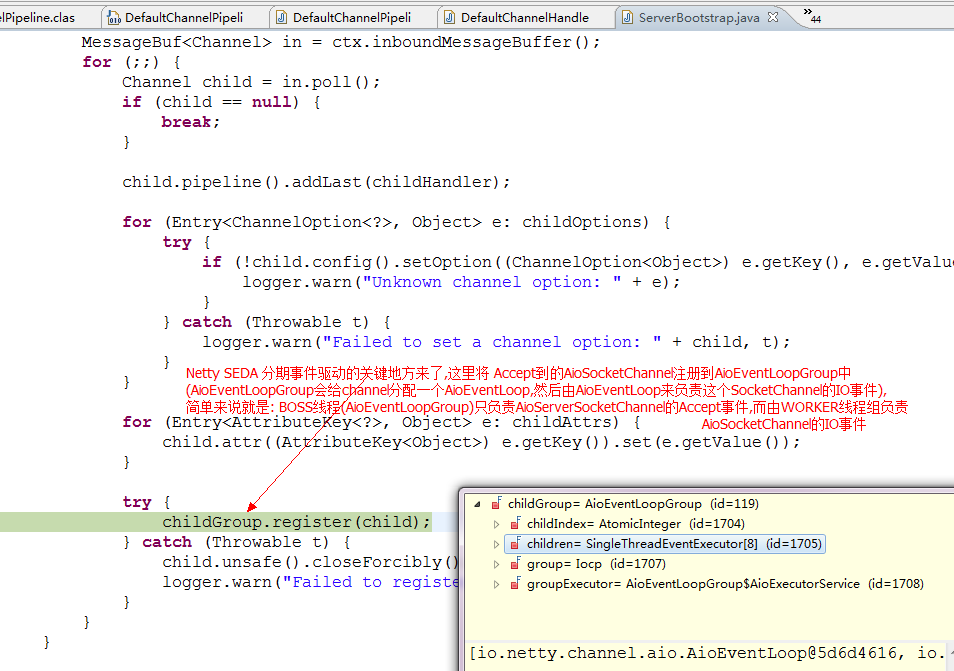 elPipeline.clas
DefaultChannelPipeli
DefaultChannelPipeli
DefaultChannelHandle
ServerBootstrap.java
44
MessageBuf<Channel> in = ctx.inboundMessageBuffer();
for (;;) {
Channel child = in.poll();
if (child == null) {
break;
}
child.pipeline().addLast(childHandler);
for (Entry<ChannelOption<?>, Object> e: childOptions) {
try {
if (!child.config().setOption((ChannelOption<Object>) e.getKey(), e.getValu
logger.warn("Unknown channel option: " + e);
}
} catch (Throwable t) {
logger.warn("Failed to set a channel option: " + child, t);
}
}
Netty SEDA 分期事件驱动的关键地方来了,这里将 Accept到的AioSocketChannel注册到AioEventLoopGroup中
(AioEventLoopGroup会给channel分配一个AioEventLoop,然后由AioEventLoop来负责这个SocketChannel的IO事件),
简单来说就是: BOSS线程(AioEventLoopGroup)只负责AioServerSocketChannel的Accept事件,而由WORKER线程组负责
AioSocketChannel的IO事件
for (Entry<AttributeKey<?>, Object> e: childAttrs) {
child.attr((AttributeKey<Object>) e.getKey()).set(e.getValue());
}
try {
childGroup.register(child);
} catch (Throwable t) {
child.unsafe().closeForcibly()
logger.warn("Failed to registe
}
}
}
childGroup= AioEventLoopGroup (id=119)
childIndex= AtomicInteger (id=1704)
children= SingleThreadEventExecutor[8] (id=1705)
group= Iocp (id=1707)
groupExecutor= AioEventLoopGroup$AioExecutorService (id=1708)
[io.netty.channel.aio.AioEventLoop@5d6d4616, io.